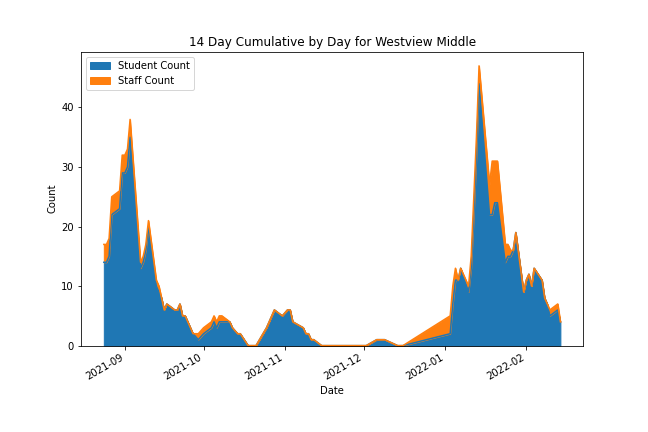 14 Day Cumulative by Day for Westview Middle
Student Count
Staff Count
Count
40
30
20
10
0
2021-09
2021-10
2021-11
2021-12
2022-01
2022-02
Date